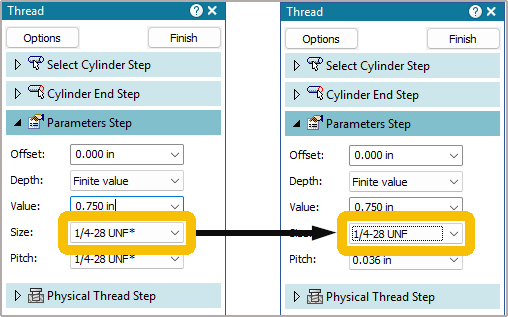 Thread ?
Options Finish
Select Cylinder Step
Cylinder End Step
Parameters Step
Offset: 0.000 in
Depth: Finite value
Value: 0.750 in
Size: 1/4-28 UNF*
Pitch: 1/4-28 UNF*
Physical Thread Step
Thread ?
Options Finish
Select Cylinder Step
Cylinder End Step
Parameters Step
Offset: 0.000 in
Depth: Finite value
Value: 0.750 in
1/4-28 UNF
Pitch: 0.036 in
Physical Thread Step